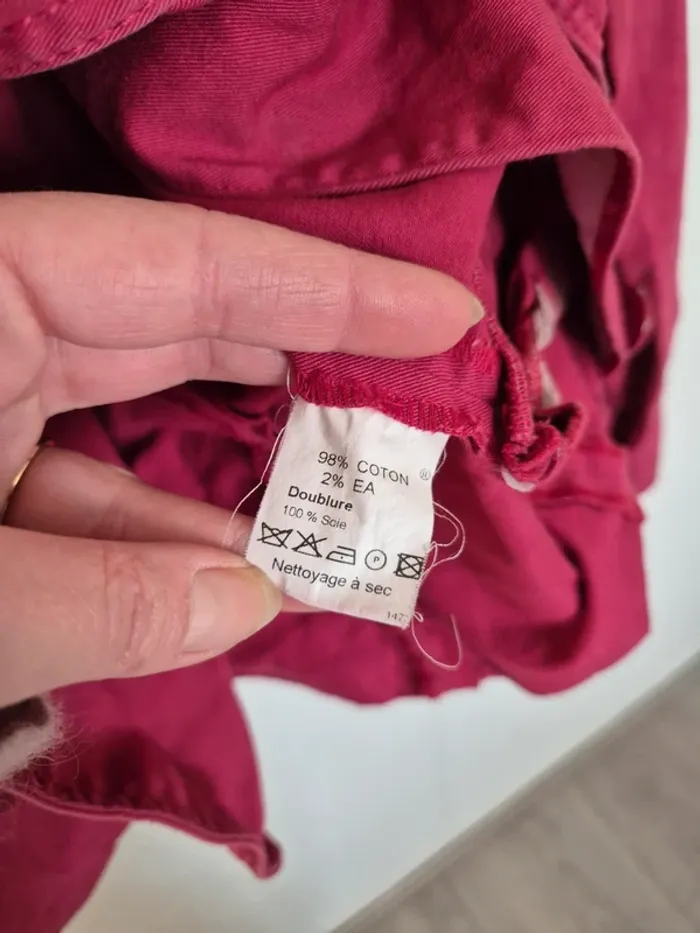 98% COTON ®
2% EA
Doublure
100 % Soie
P
Nettoyage à sec